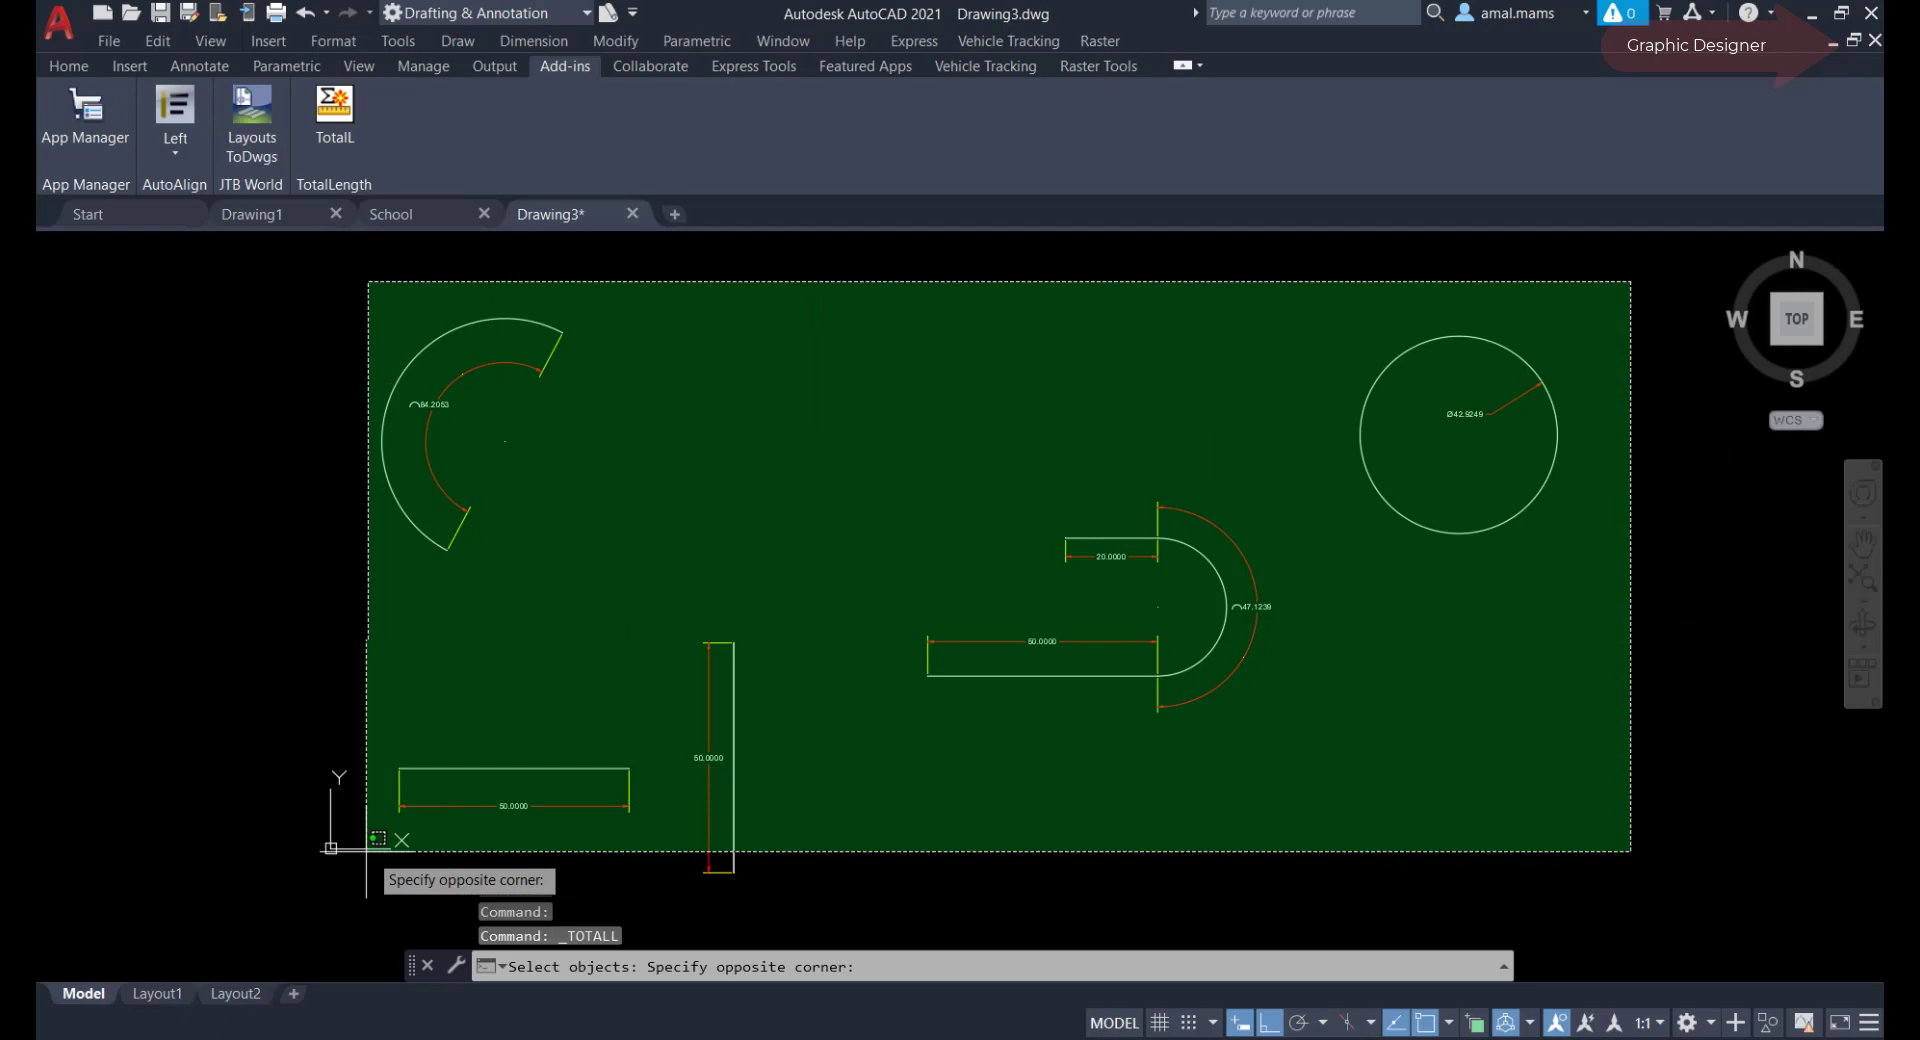 Drafting & Annotation
Autodesk AutoCAD 2021 Drawing3.dwg
Type a keyword or phrase
amal.mams
0
File Edit View Insert Format Tools Draw Dimension Modify Parametric Window Help Express Vehicle Tracking Raster
Graphic Designer
Home Insert Annotate Parametric View Manage Output Add-ins Collaborate Express Tools Featured Apps Vehicle Tracking Raster Tools
App Manager
Left
Layouts
ToDwgs
TotalL
App Manager AutoAlign JTB World TotalLength
Start Drawing1 School Drawing3*
N
W TOP E
S
WCS
84.2053
Ø42.9249
20.0000
47.1239
50.0000
50.0000
50.0000
Y
X
Specify opposite corner:
Command:
Command: _TOTALL
Select objects: Specify opposite corner:
Model Layout1 Layout2
MODEL 1:1